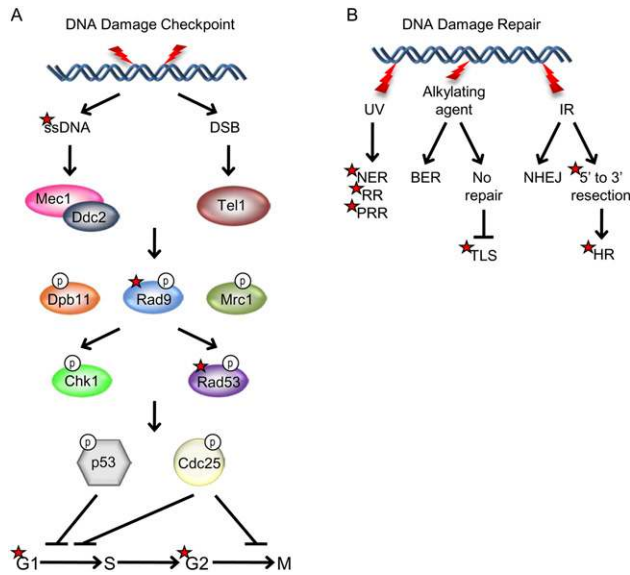 A
DNA Damage Checkpoint
ssDNA
DSB
Mec1
Ddc2
Tel1
p
p
p
Dpb11
Rad9
Mrc1
p
p
Chk1
Rad53
p
p
p53
Cdc25
G1
S
G2
M
B
DNA Damage Repair
UV
Alkylating
agent
IR
NER
RR
PRR
BER
No
repair
NHEJ
5' to 3'
resection
TLS
HR